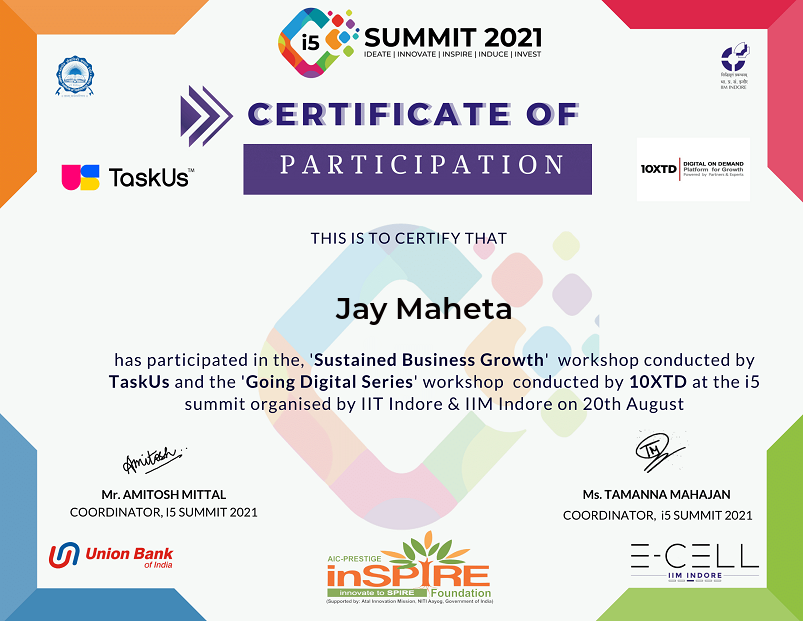 i5
SUMMIT 2021
IDEATE | INNOVATE | INSPIRE | INDUCE | INVEST
IIM INDORE
CERTIFICATE OF
PARTICIPATION
TaskUs™
10XTD
DIGITAL ON DEMAND
Platform for Growth
Powered by Partners & Experts
THIS IS TO CERTIFY THAT
Jay Maheta
has participated in the, 'Sustained Business Growth' workshop conducted by
TaskUs and the 'Going Digital Series' workshop conducted by 10XTD at the i5
summit organised by IIT Indore & IIM Indore on 20th August
Amitosh
TM
Mr. AMITOSH MITTAL
COORDINATOR, I5 SUMMIT 2021
Ms. TAMANNA MAHAJAN
COORDINATOR, i5 SUMMIT 2021
Union Bank
of India
AIC-PRESTIGE
inSPIRE
innovate to SPIRE Foundation
(Supported by: Atal Innovation Mission, NITI Aayog, Government of India)
E-CELL
IIM INDORE